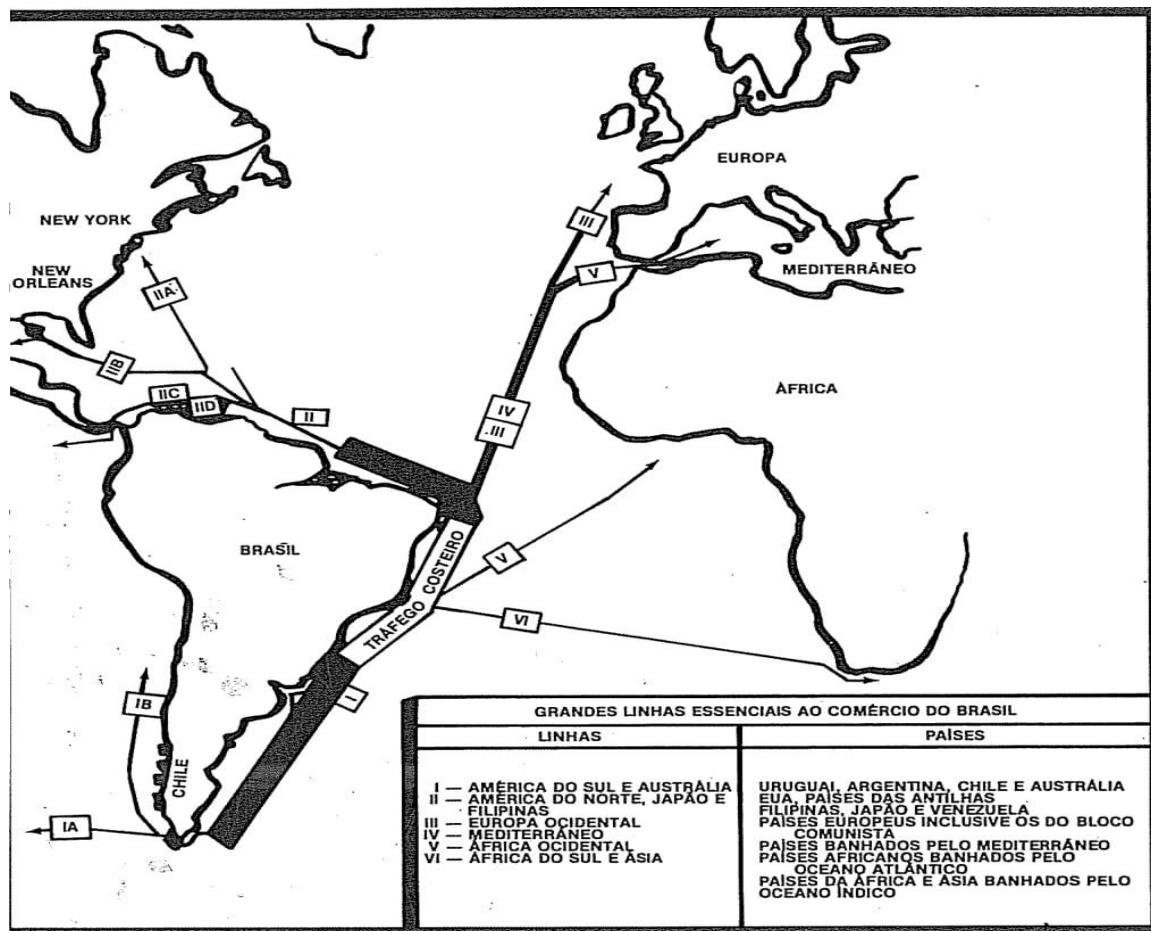 EUROPA
NEW YORK
III
NEW
ORLEANS
V
MEDITERRÂNEO
IIA.
IIB
IIC
IID
II
IV
.III
ÁFRICA
BRASIL
TRÁFEGO COSTEIRO
V
VI
I
IB
CHILE
IA
GRANDES LINHAS ESSENCIAIS AO COMÉRCIO DO BRASIL
LINHAS
PAÍSES
I — AMÉRICA DO SUL E AUSTRÁLIA
II — AMÉRICA DO NORTE, JAPÃO E
FILIPINAS
III — EUROPA OCIDENTAL
IV — MEDITERRÁNEO
V — ÁFRICA OCIDENTAL
VI — ÁFRICA DO SUL E ÁSIA
URUGUAI, ARGENTINA, CHILE E AUSTRÁLIA
EUA, PAÍSES DAS ANTILHAS
FILIPINAS, JAPÃO E VENEZUELA
PAÍSES EUROPEUS INCLUSIVE OS DO BLOCO
COMUNISTA
PAÍSES BANHADOS PELO MEDITERRÂNEO
PAÍSES AFRICANOS BANHADOS PELO
OCEANO ATLÂNTICO
PAÍSES DA ÁFRICA E ÁSIA BANHADOS PELO
OCEANO ÍNDICO